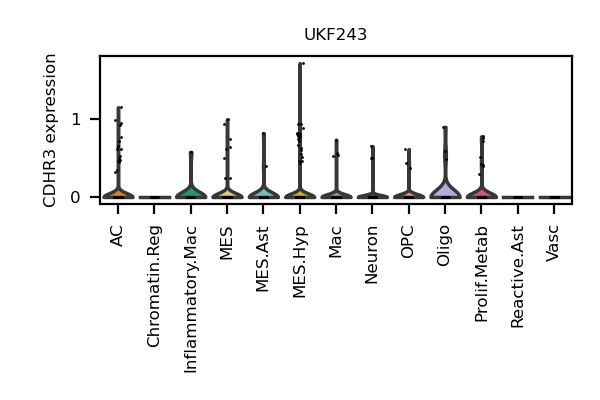 UKF243
CDHR3 expression
1
0
AC
Chromatin.Reg
Inflammatory.Mac
MES
MES.Ast
MES.Hyp
Mac
Neuron
OPC
Oligo
Prolif.Metab
Reactive.Ast
Vasc